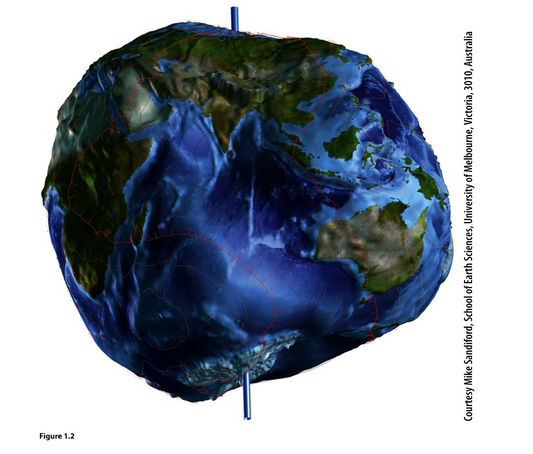 Courtesy Mike Sandiford, School of Earth Sciences, University of Melbourne, Victoria, 3010, Australia
Figure 1.2